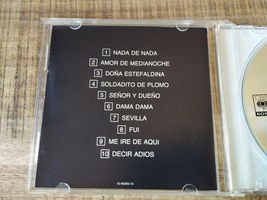 1 NADA DE NADA
2 AMOR DE MEDIANOCHE
3 DOÑA ESTEFALDINA
4 SOLDADITO DE PLOMO
5 SEÑOR Y DUEÑO
6 DAMA DAMA
7 SEVILLA
8 FUI
9 ME IRE DE AQUI
10 DECIR ADIOS